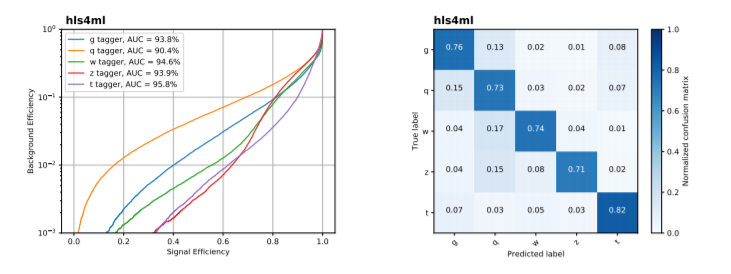 hls4ml
g tagger, AUC = 93.8%
q tagger, AUC = 90.4%
w tagger, AUC = 94.6%
z tagger, AUC = 93.9%
t tagger, AUC = 95.8%
Background Efficiency
10⁰
10⁻¹
10⁻²
10⁻³
0.0 0.2 0.4 0.6 0.8 1.0
Signal Efficiency
hls4ml
True label
g 0.76 0.13 0.02 0.01 0.08
q 0.15 0.73 0.03 0.02 0.07
w 0.04 0.17 0.74 0.04 0.01
z 0.04 0.15 0.08 0.71 0.02
t 0.07 0.03 0.05 0.03 0.82
g q w z t
Predicted label
1.0
0.8
0.6
0.4
0.2
0.0
Normalized confusion matrix